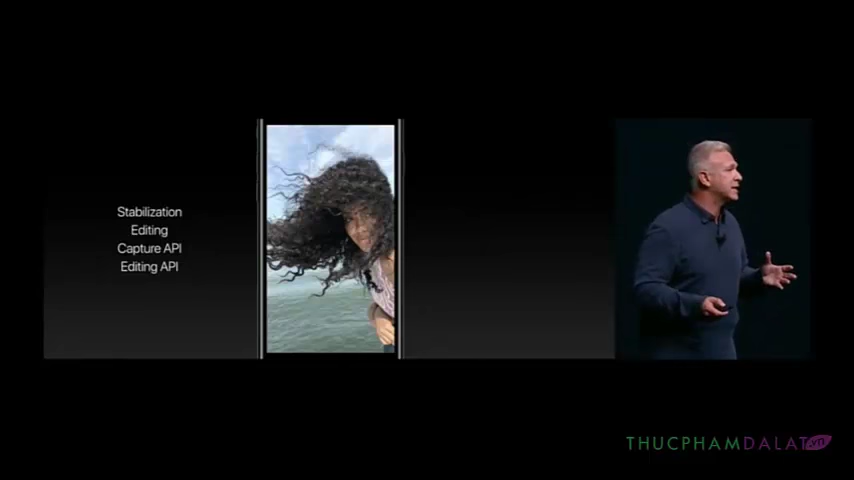 Stabilization
Editing
Capture API
Editing API
THUCPHAMDALAT.VN